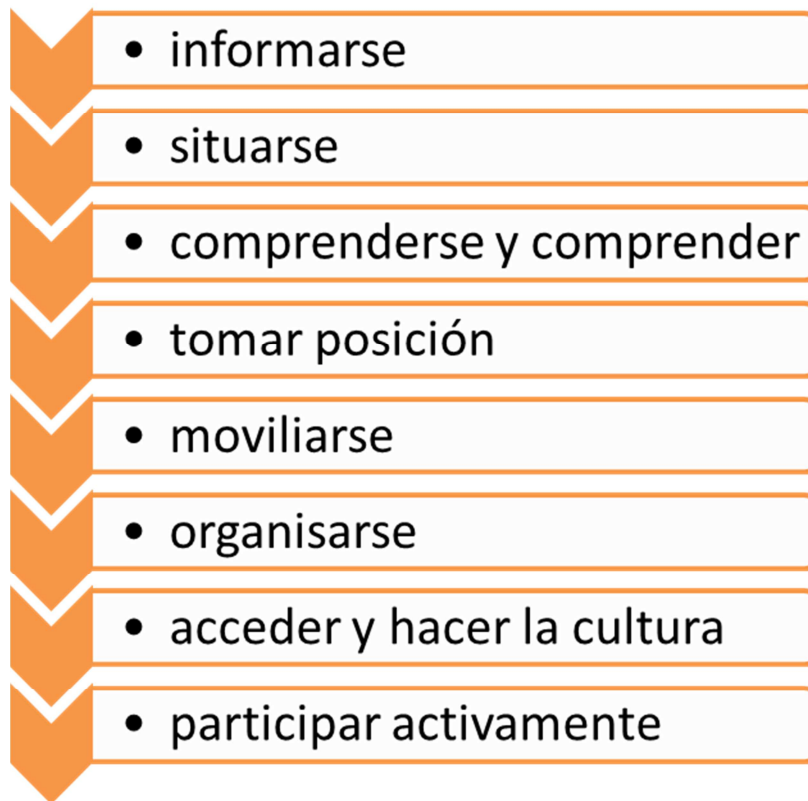 • informarse
• situarse
• comprenderse y comprender
• tomar posición
• moviliarse
• organisarse
• acceder y hacer la cultura
• participar activamente